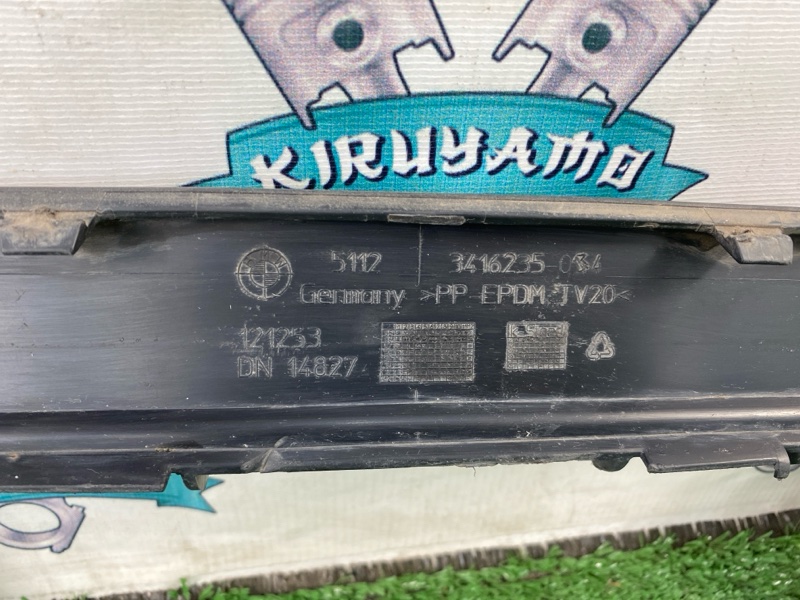 KIRUYAMO
5112 3416235
Germany >PP EPDM TV20<
121253
DN 14827